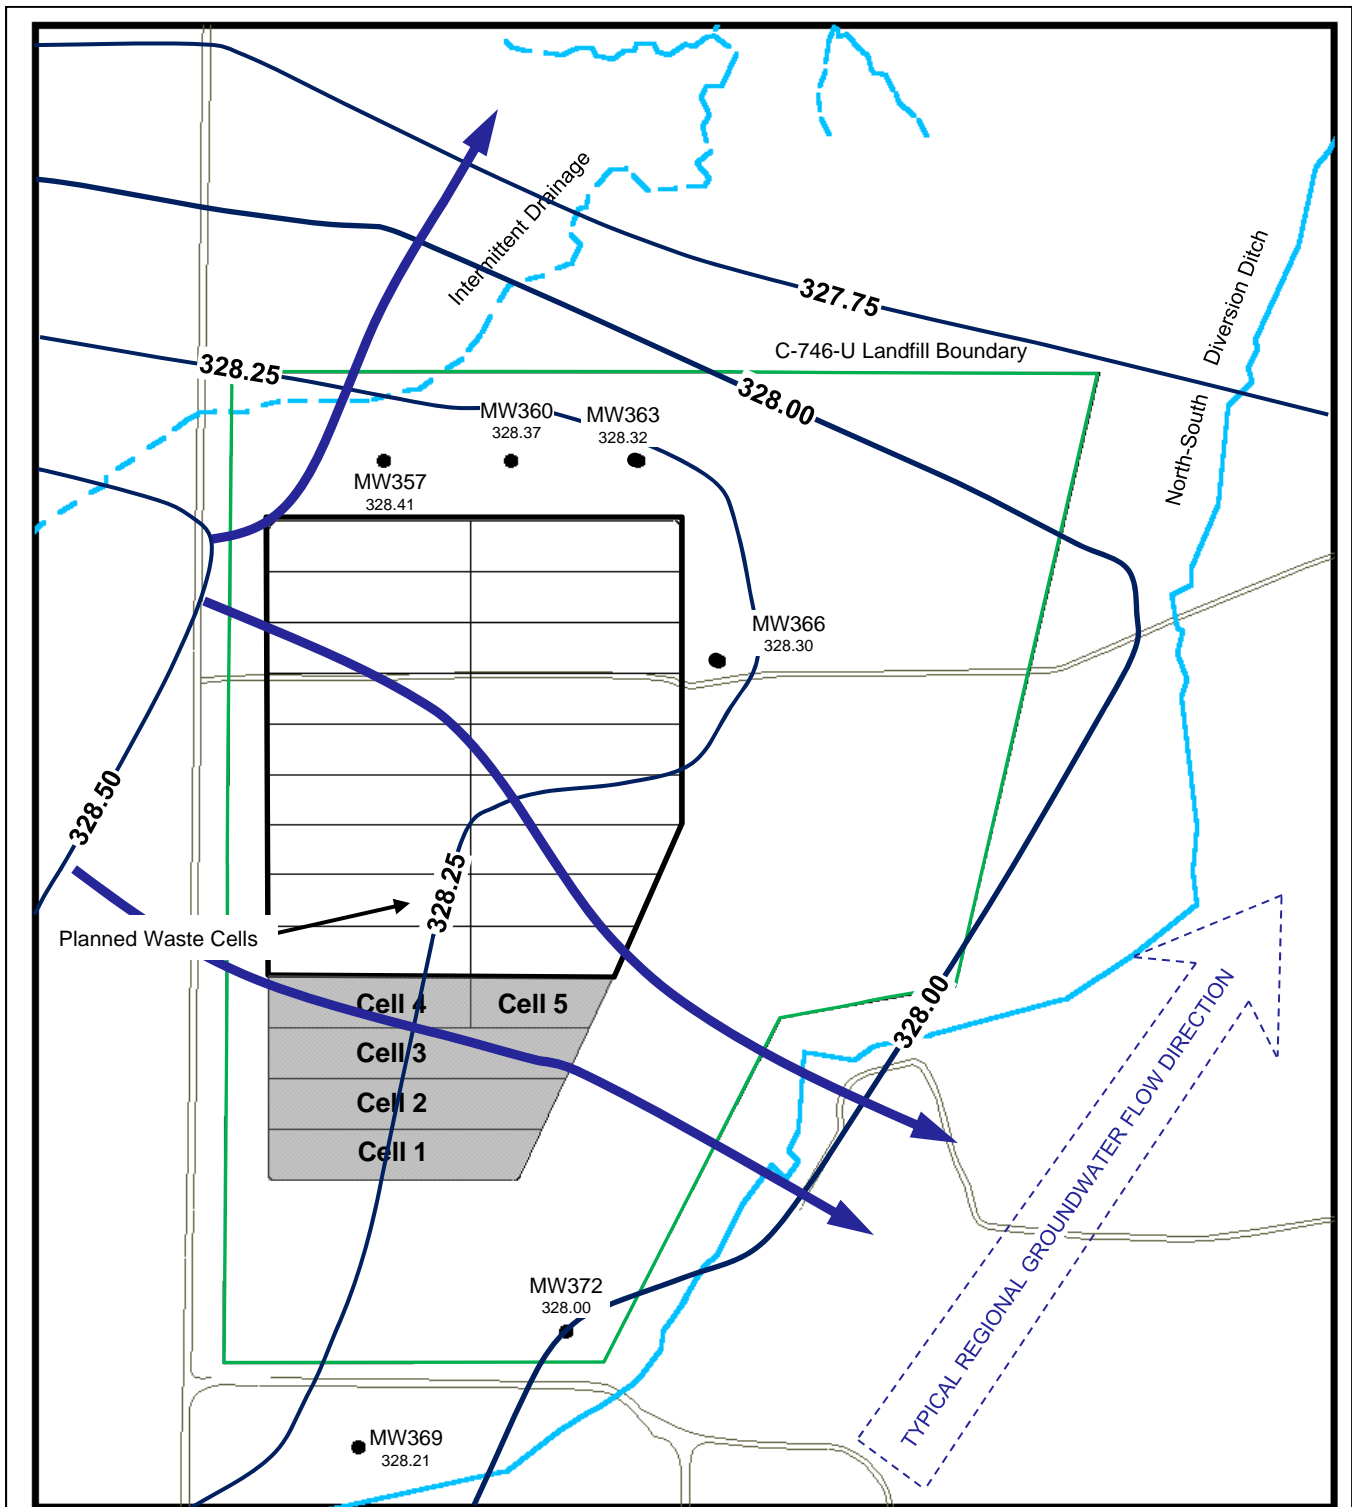 Intermittent Drainage
327.75
North-South Diversion Ditch
C-746-U Landfill Boundary
328.25
328.00
MW360
328.37
MW363
328.32
MW357
328.41
MW366
328.30
328.50
328.25
Planned Waste Cells
Cell 4
Cell 5
328.00
Cell 3
Cell 2
Cell 1
TYPICAL REGIONAL GROUNDWATER FLOW DIRECTION
MW372
328.00
MW369
328.21